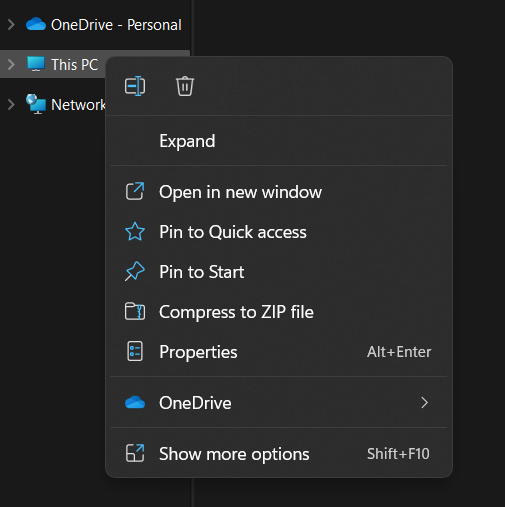 OneDrive - Personal
This PC
Network
Expand
Open in new window
Pin to Quick access
Pin to Start
Compress to ZIP file
Properties Alt+Enter
OneDrive
Show more options Shift+F10